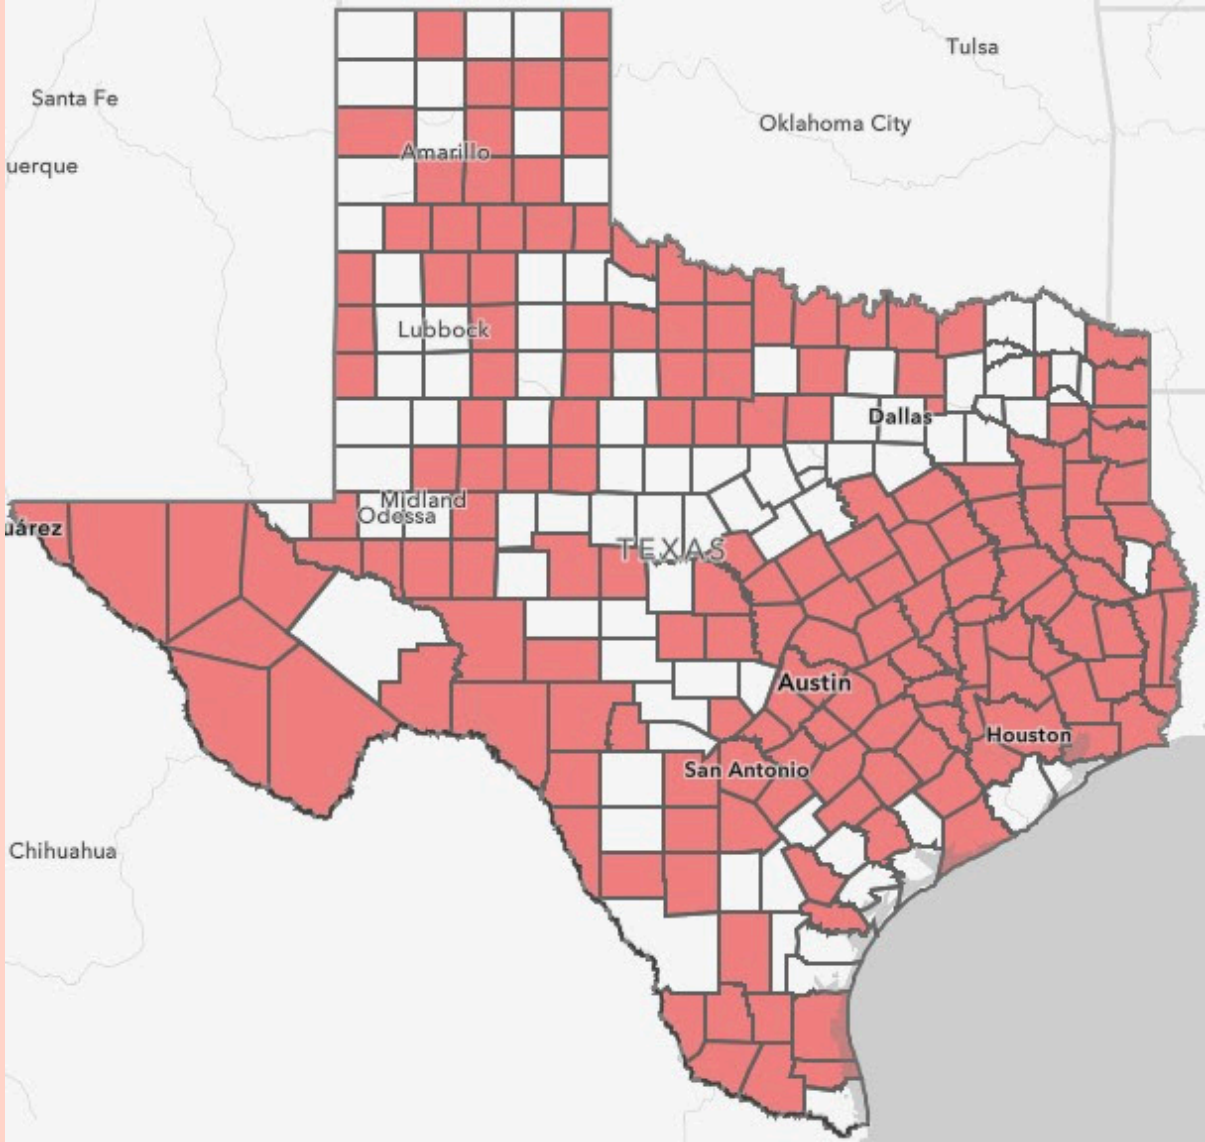 Tulsa
Santa Fe
Oklahoma City
Amarillo
uerque
Lubbock
Dallas
Midland
Odessa
uárez
TEXAS
Austin
Houston
San Antonio
Chihuahua